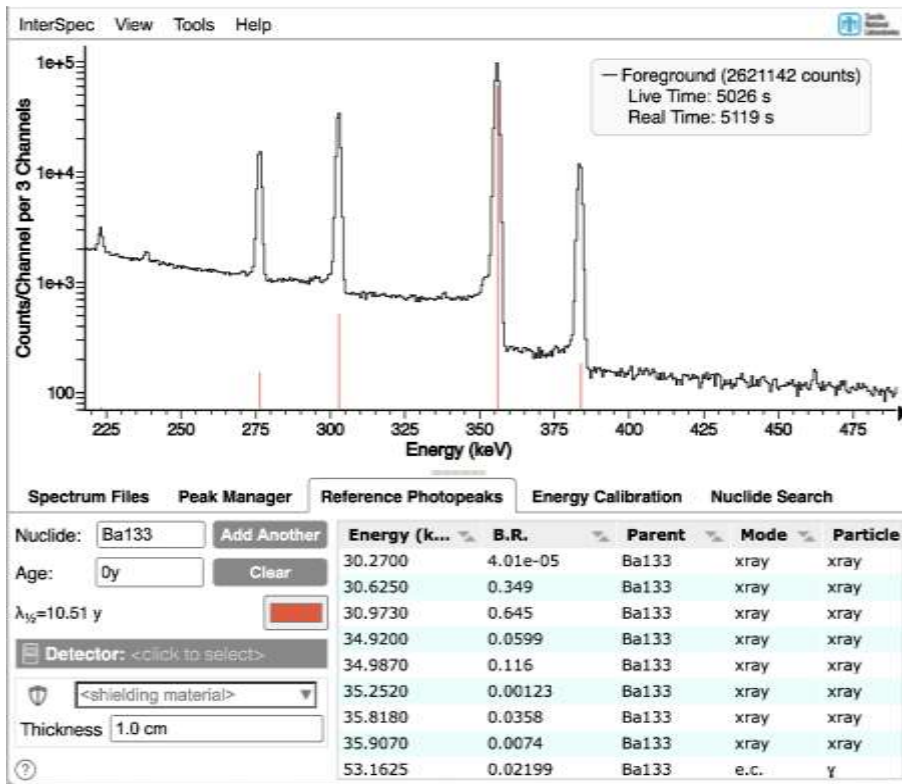 InterSpec View Tools Help
Sandia National Laboratories
Counts/Channel per 3 Channels
1e+5
1e+4
1e+3
100
Foreground (2621142 counts)
Live Time: 5026 s
Real Time: 5119 s
225 250 275 300 325 350 375 400 425 450 475
Energy (keV)
Spectrum Files Peak Manager Reference Photopeaks Energy Calibration Nuclide Search
Nuclide: Ba133 Add Another
Age: 0y Clear
λ½=10.51 y
Detector: <click to select>
<shielding material>
Thickness 1.0 cm
?
Energy (k... B.R. Parent Mode Particle
30.2700 4.01e-05 Ba133 xray xray
30.6250 0.349 Ba133 xray xray
30.9730 0.645 Ba133 xray xray
34.9200 0.0599 Ba133 xray xray
34.9870 0.116 Ba133 xray xray
35.2520 0.00123 Ba133 xray xray
35.8180 0.0358 Ba133 xray xray
35.9070 0.0074 Ba133 xray xray
53.1625 0.02199 Ba133 e.c. γ